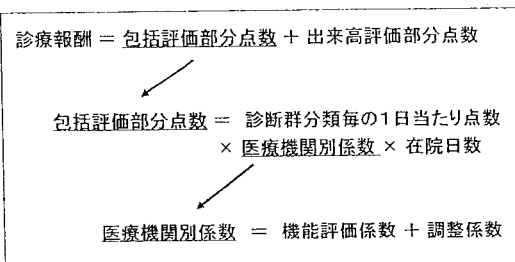 診療報酬 = 包括評価部分点数 + 出来高評価部分点数
包括評価部分点数 = 診断群分類毎の1日当たり点数
× 医療機関別係数 × 在院日数
医療機関別係数 = 機能評価係数 + 調整係数